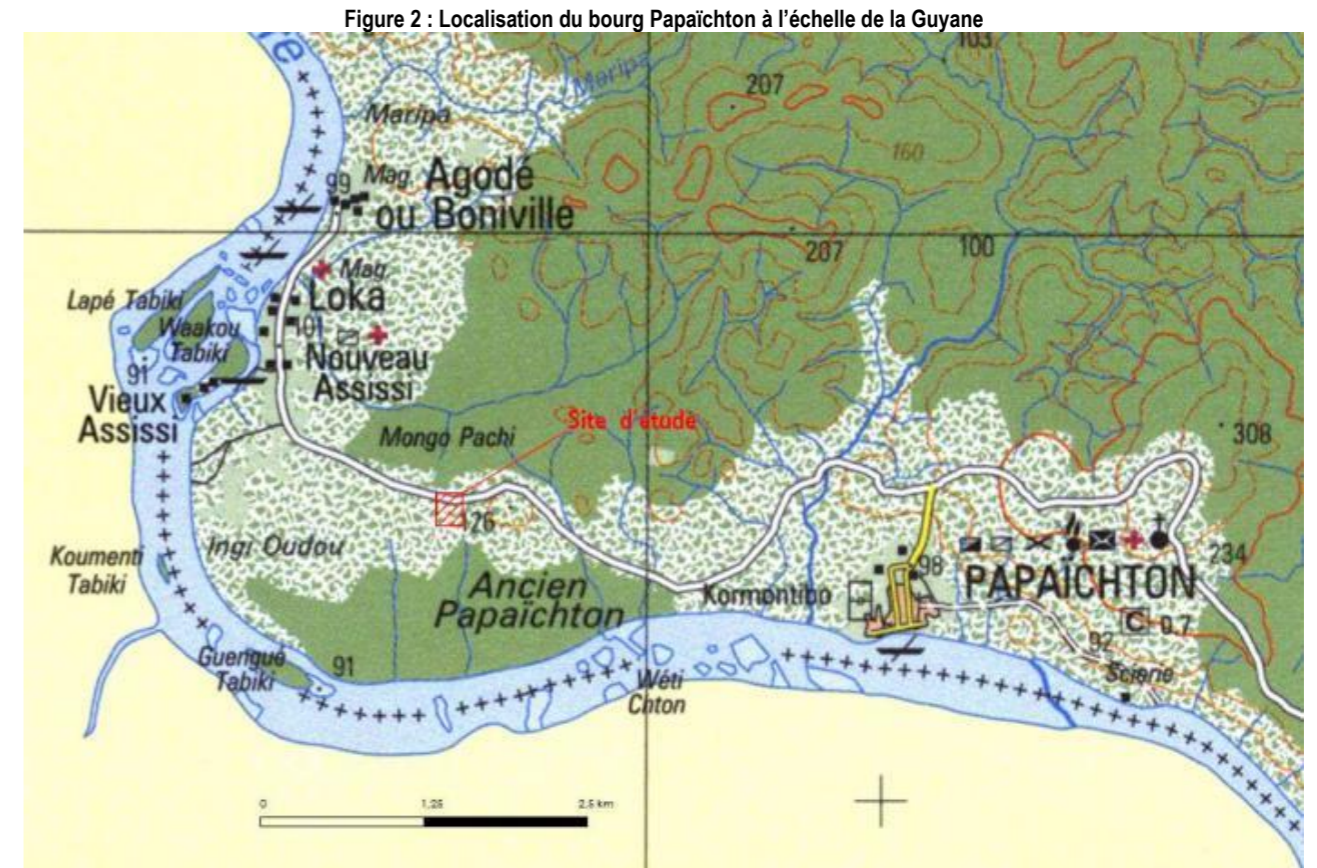 Figure 2 : Localisation du bourg Papaïchton à l'échelle de la Guyane
103
Maripa
207
Maripa
160
99
Mag.
Agodé
ou Boniville
207
100
Mag.
Lapé Tabiki
Loka
Waakou
Tabiki
101
91
Nouveau
Assissi
Vieux
Assissi
Site d'étude
Mongo Pachi
308
126
Ingi Oudou
Koumenti
Tabiki
98
234
Ancien
Papaïchton
Kormontibo
PAPAÏCHTON
C 0.7
92
Guengué
Tabiki
91
Wéti
Chton
Scierie
0 1,25 2,5 km